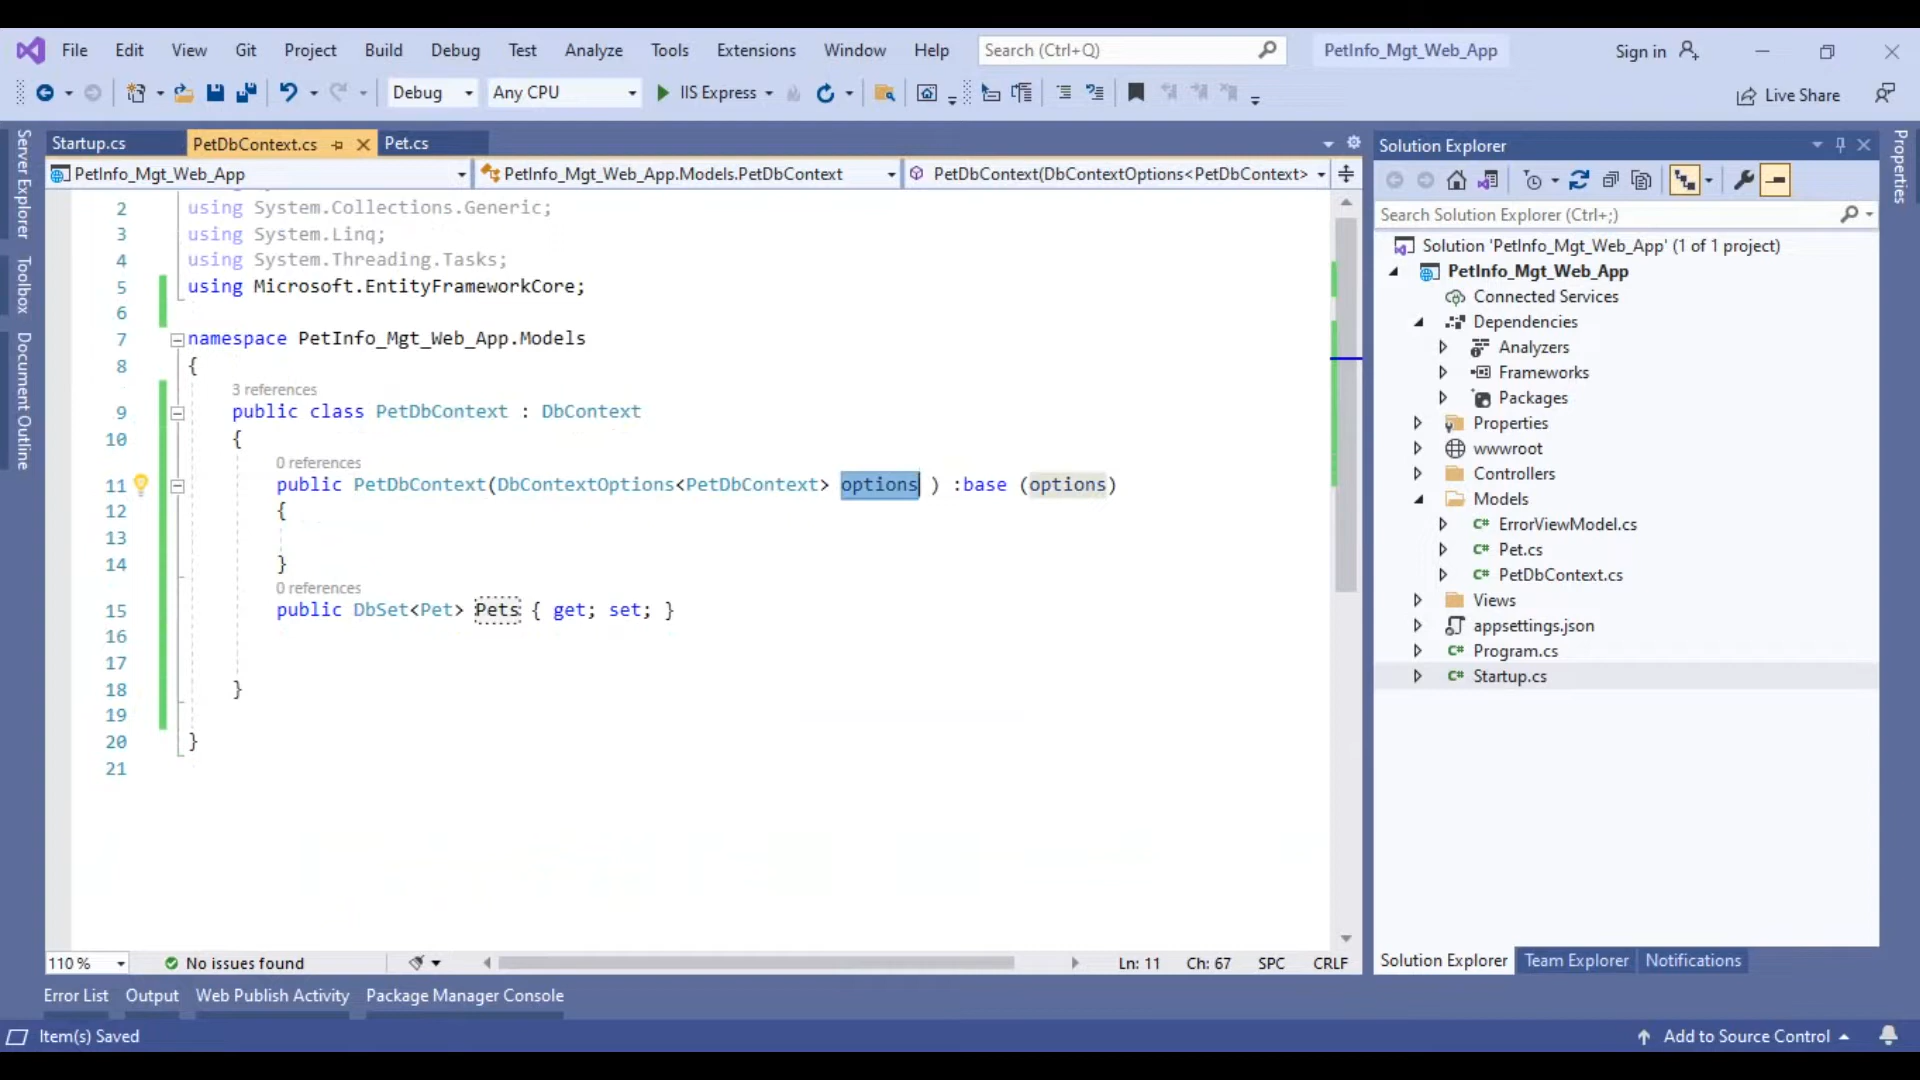 File Edit View Git Project Build Debug Test Analyze Tools Extensions Window Help Search (Ctrl+Q) PetInfo_Mgt_Web_App Sign in
Debug Any CPU IIS Express Live Share
Server Explorer
Toolbox
Document Outline
Startup.cs PetDbContext.cs Pet.cs
PetInfo_Mgt_Web_App PetInfo_Mgt_Web_App.Models.PetDbContext PetDbContext(DbContextOptions<PetDbContext>
2 using System.Collections.Generic;
3 using System.Linq;
4 using System.Threading.Tasks;
5 using Microsoft.EntityFrameworkCore;
6
7 namespace PetInfo_Mgt_Web_App.Models
8 {
3 references
9 public class PetDbContext : DbContext
10 {
0 references
11 public PetDbContext(DbContextOptions<PetDbContext> options ) :base (options)
12 {
13
14 }
0 references
15 public DbSet<Pet> Pets { get; set; }
16
17
18 }
19
20 }
21
110 % No issues found Ln: 11 Ch: 67 SPC CRLF
Solution Explorer
Search Solution Explorer (Ctrl+;)
Solution 'PetInfo_Mgt_Web_App' (1 of 1 project)
PetInfo_Mgt_Web_App
Connected Services
Dependencies
Analyzers
Frameworks
Packages
Properties
wwwroot
Controllers
Models
C# ErrorViewModel.cs
C# Pet.cs
C# PetDbContext.cs
Views
appsettings.json
C# Program.cs
C# Startup.cs
Solution Explorer Team Explorer Notifications
Properties
Error List Output Web Publish Activity Package Manager Console
Item(s) Saved Add to Source Control